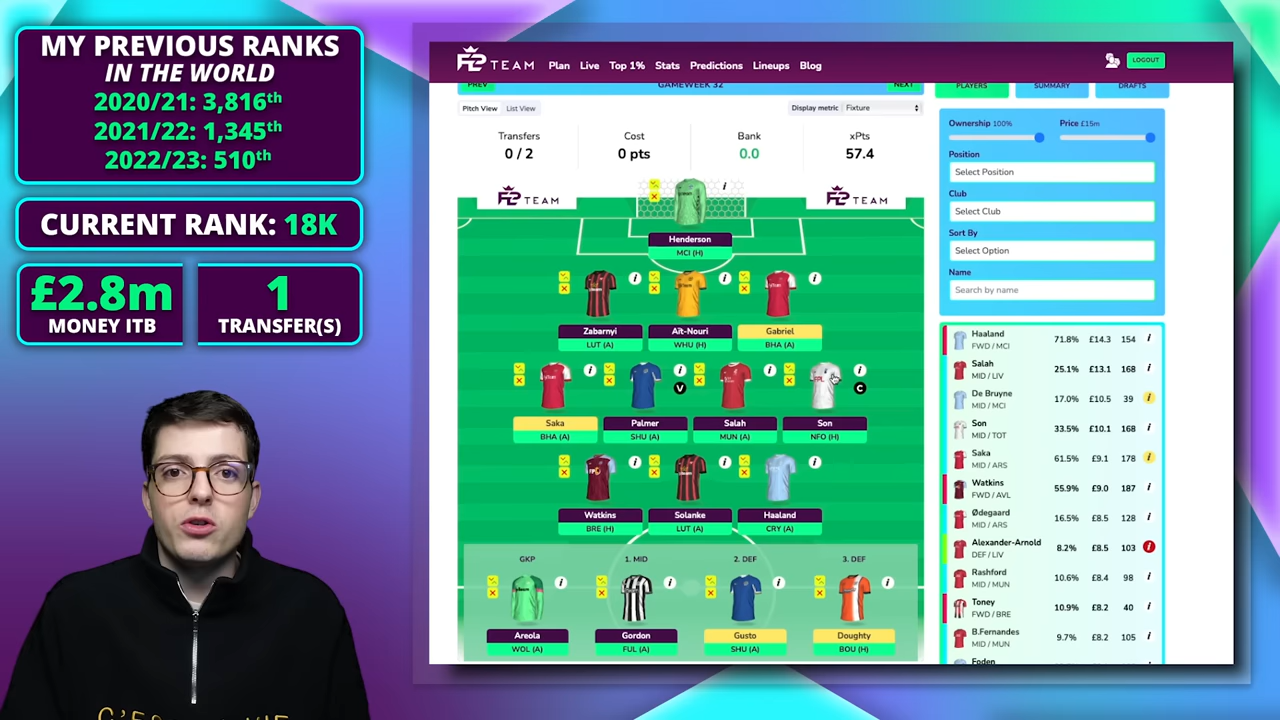 MY PREVIOUS RANKS
IN THE WORLD
2020/21: 3,816th
2021/22: 1,345th
2022/23: 510th
CURRENT RANK: 18K
£2.8m
MONEY ITB
1
TRANSFER(S)
TEAM Plan Live Top 1% Stats Predictions Lineups Blog LOGOUT
PREV GAMEWEEK 32 NEXT
Pitch View List View Display metric Fixture
Transfers Cost Bank xPts
0 / 2 0 pts 0.0 57.4
TEAM TEAM
Henderson
MCI (H)
Zabarnyi Aït-Nouri Gabriel
LUT (A) WHU (H) BHA (A)
V C
Saka Palmer Salah Son
BHA (A) SHU (A) MUN (A) NFO (H)
Watkins Solanke Haaland
BRE (H) LUT (A) CRY (A)
GKP 1. MID 2. DEF 3. DEF
Areola Gordon Gusto Doughty
WOL (A) FUL (A) SHU (A) BOU (H)
PLAYERS SUMMARY DRAFTS
Ownership 100% Price £15m
Position
Select Position
Club
Select Club
Sort By
Select Option
Name
Search by name
Haaland
FWD / MCI 71.8% £14.3 154 i
Salah
MID / LIV 25.1% £13.1 168 i
De Bruyne
MID / MCI 17.0% £10.5 39 i
Son
MID / TOT 33.5% £10.1 168 i
Saka
MID / ARS 61.5% £9.1 178 i
Watkins
FWD / AVL 55.9% £9.0 187 i
Ødegaard
MID / ARS 16.5% £8.5 128 i
Alexander-Arnold
DEF / LIV 8.2% £8.5 103 i
Rashford
MID / MUN 10.6% £8.4 98 i
Toney
FWD / BRE 10.9% £8.2 40 i
B.Fernandes
MID / MUN 9.7% £8.2 105 i
Foden